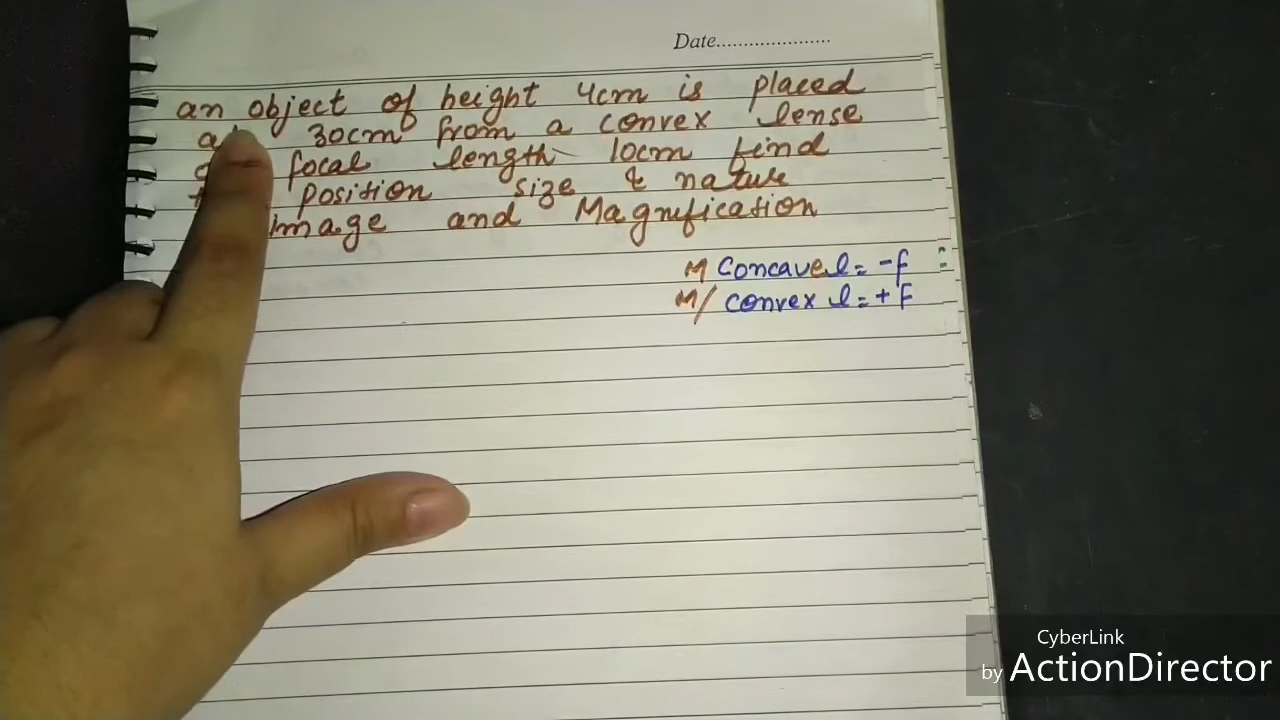 Date.....................
an object of height 4cm is placed
30cm from a convex lense
focal length 10cm find
position size & nature
image and Magnification
M Concave l = -f
M/ convex l = + F
CyberLink
by ActionDirector